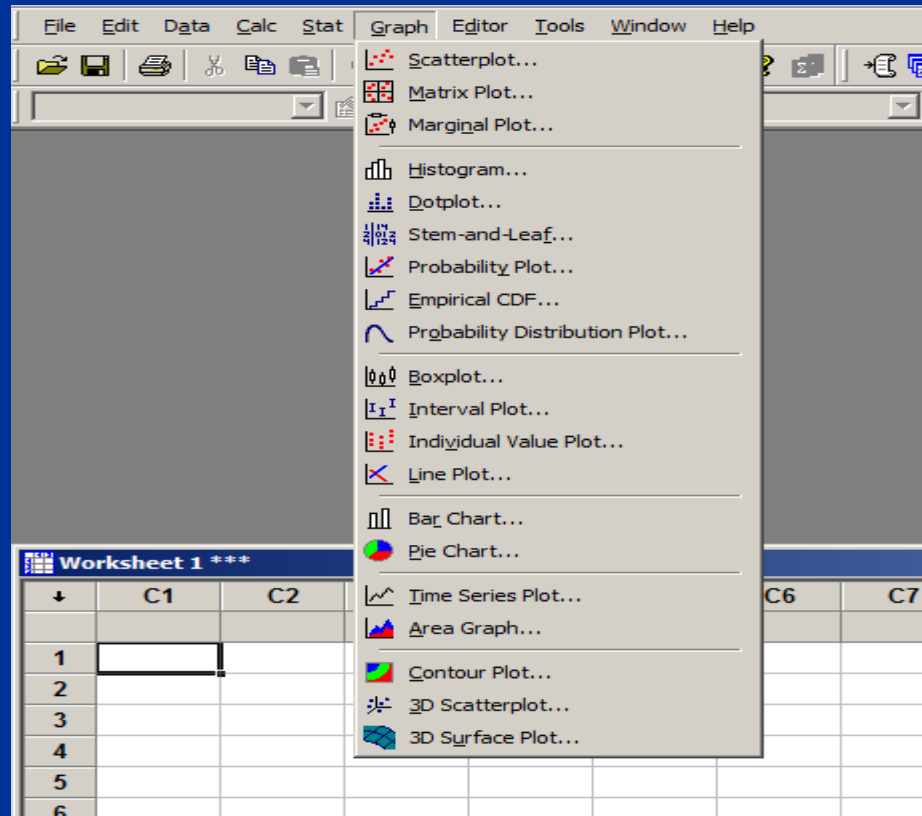 File Edit Data Calc Stat Graph Editor Tools Window Help
Scatterplot...
Matrix Plot...
Marginal Plot...
Histogram...
Dotplot...
Stem-and-Leaf...
Probability Plot...
Empirical CDF...
Probability Distribution Plot...
Boxplot...
Interval Plot...
Individual Value Plot...
Line Plot...
Bar Chart...
Pie Chart...
Time Series Plot...
Area Graph...
Contour Plot...
3D Scatterplot...
3D Surface Plot...
Worksheet 1 ***
C1 C2 C6 C7
1
2
3
4
5
6